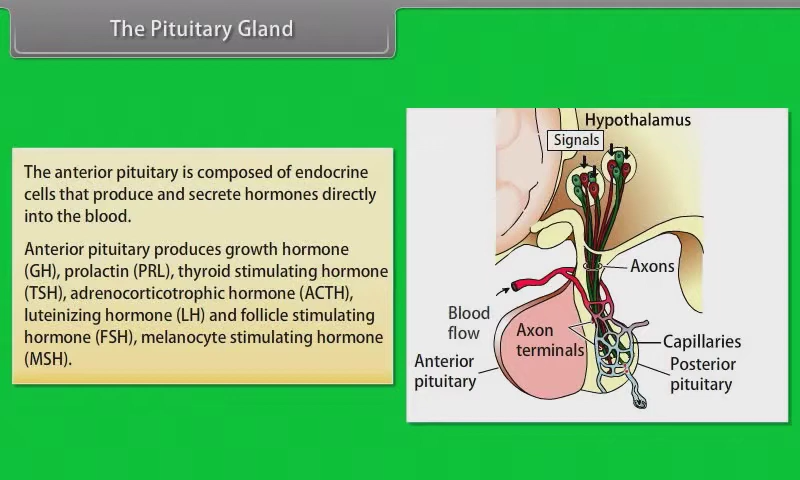 The Pituitary Gland
The anterior pituitary is composed of endocrine
cells that produce and secrete hormones directly
into the blood.
Anterior pituitary produces growth hormone
(GH), prolactin (PRL), thyroid stimulating hormone
(TSH), adrenocorticotrophic hormone (ACTH),
luteinizing hormone (LH) and follicle stimulating
hormone (FSH), melanocyte stimulating hormone
(MSH).
Hypothalamus
Signals
Axons
Blood
flow
Axon
terminals
Capillaries
Anterior
pituitary
Posterior
pituitary